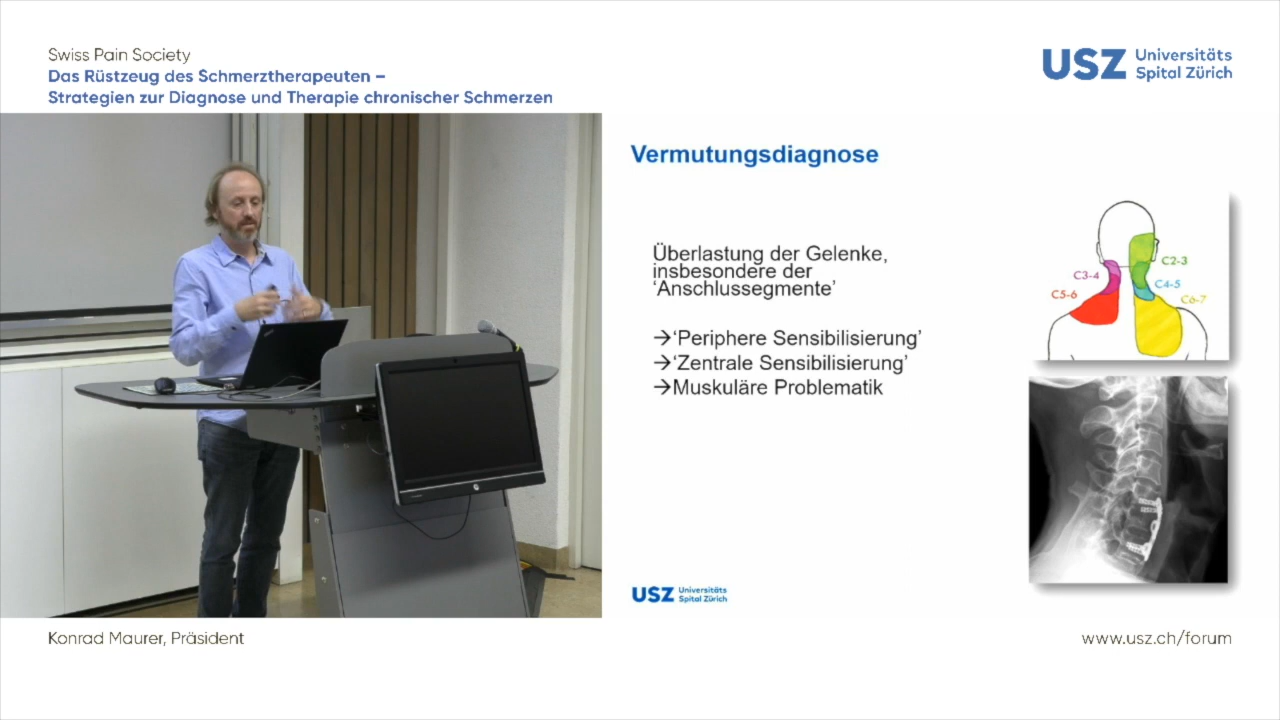 Swiss Pain Society
Das Rüstzeug des Schmerztherapeuten –
Strategien zur Diagnose und Therapie chronischer Schmerzen
USZ Universitäts
Spital Zürich
Vermutungsdiagnose
Überlastung der Gelenke,
insbesondere der
‘Anschlussegmente’
→‘Periphere Sensibilisierung’
→‘Zentrale Sensibilisierung’
→Muskuläre Problematik
C2-3
C3-4
C4-5
C5-6
C6-7
USZ Universitäts
Spital Zürich
Konrad Maurer, Präsident
www.usz.ch/forum